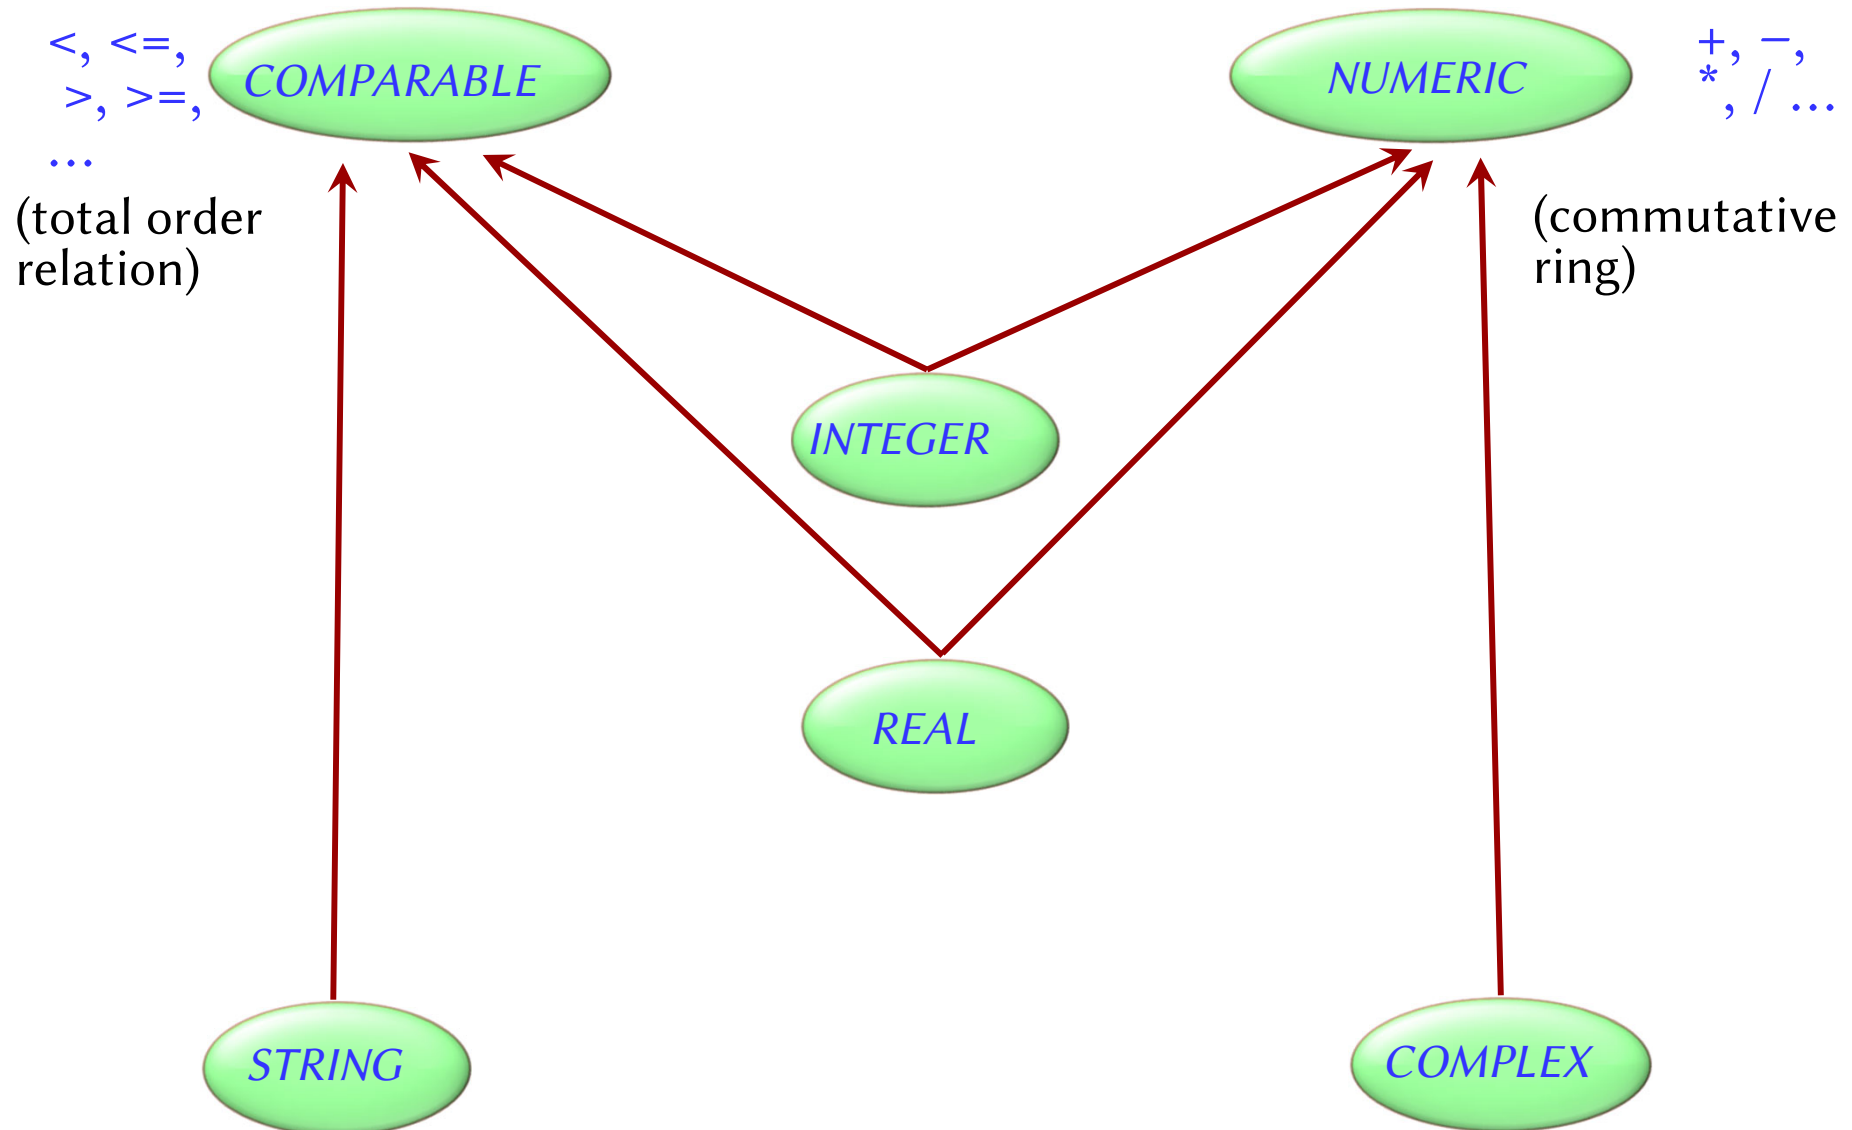 <, <=,
>, >=,
...
COMPARABLE
NUMERIC
+, −,
*, / ...
(total order
relation)
(commutative
ring)
INTEGER
REAL
STRING
COMPLEX